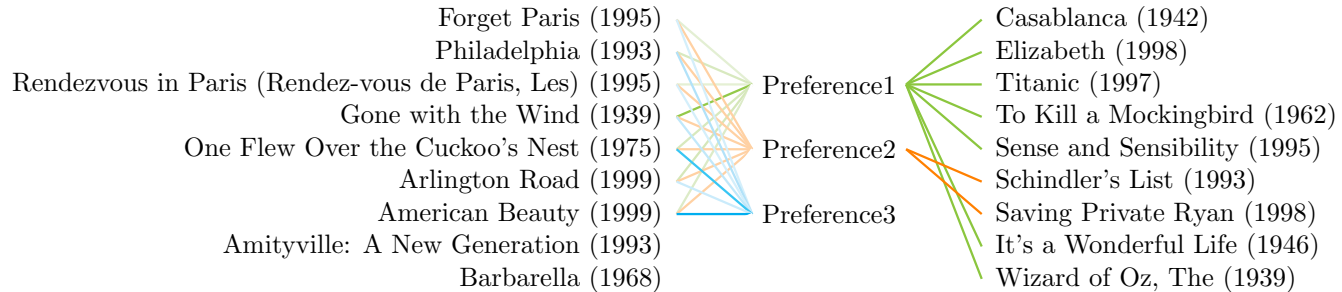 Forget Paris (1995)
Philadelphia (1993)
Rendezvous in Paris (Rendez-vous de Paris, Les) (1995)
Gone with the Wind (1939)
One Flew Over the Cuckoo's Nest (1975)
Arlington Road (1999)
American Beauty (1999)
Amityville: A New Generation (1993)
Barbarella (1968)
Preference1
Preference2
Preference3
Casablanca (1942)
Elizabeth (1998)
Titanic (1997)
To Kill a Mockingbird (1962)
Sense and Sensibility (1995)
Schindler's List (1993)
Saving Private Ryan (1998)
It's a Wonderful Life (1946)
Wizard of Oz, The (1939)